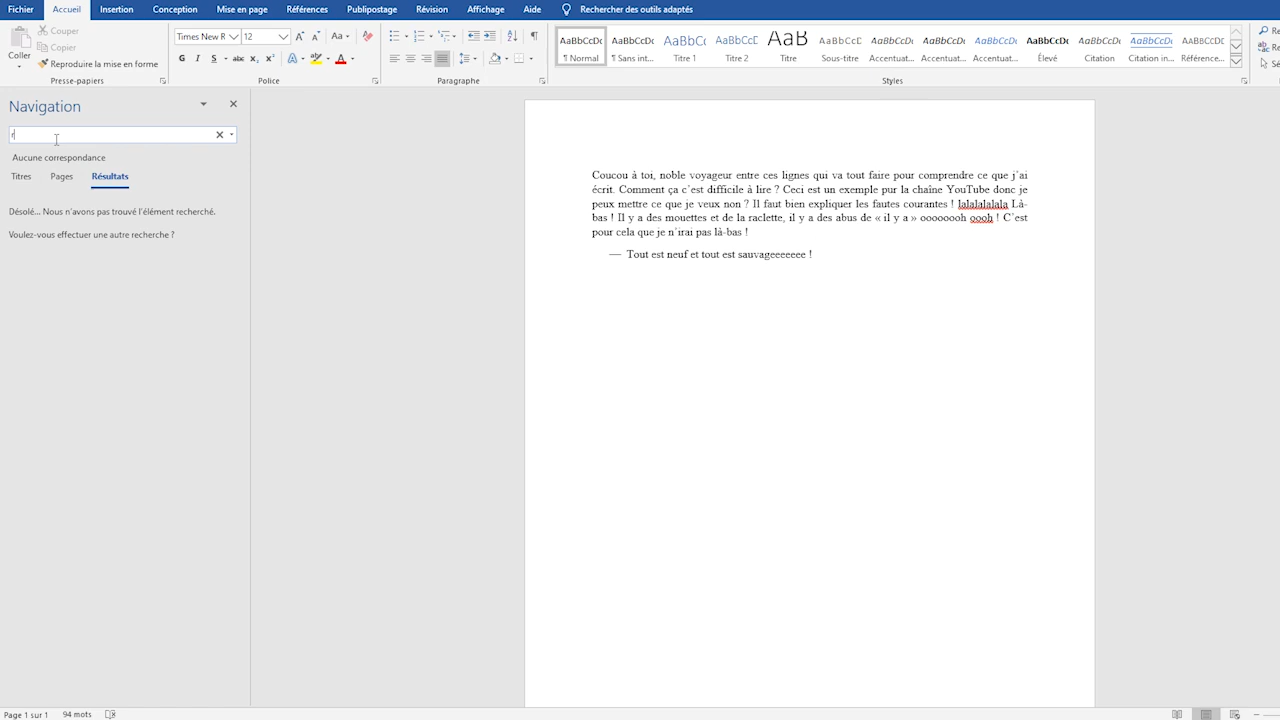 Fichier Accueil Insertion Conception Mise en page Références Publipostage Révision Affichage Aide Rechercher des outils adaptés
Coller
Couper
Copier
Reproduire la mise en forme
Presse-papiers
Times New R 12 Aa
G I S abc x₂ x² A A
Police
Paragraphe
AaBbCcDc AaBbCcDc AaBbCc AaBbCcE AaB AaBbCcE AaBbCcDc AaBbCcDc AaBbCcDc AaBbCcDc AaBbCcDc AaBbCcDc AaBbCcDc
¶ Normal ¶ Sans int... Titre 1 Titre 2 Titre Sous-titre Accentuat... Accentuat... Accentuat... Élevé Citation Citation in... Référence...
Styles
Re
Sé
Navigation
Aucune correspondance
Titres Pages Résultats
Désolé... Nous n'avons pas trouvé l'élément recherché.
Voulez-vous effectuer une autre recherche ?
Coucou à toi, noble voyageur entre ces lignes qui va tout faire pour comprendre ce que j'ai
écrit. Comment ça c'est difficile à lire ? Ceci est un exemple pur la chaîne YouTube donc je
peux mettre ce que je veux non ? Il faut bien expliquer les fautes courantes ! lalalalalala Là-
bas ! Il y a des mouettes et de la raclette, il y a des abus de « il y a » oooooooh oooh ! C'est
pour cela que je n'irai pas là-bas !
— Tout est neuf et tout est sauvageeeeeee !
Page 1 sur 1 94 mots